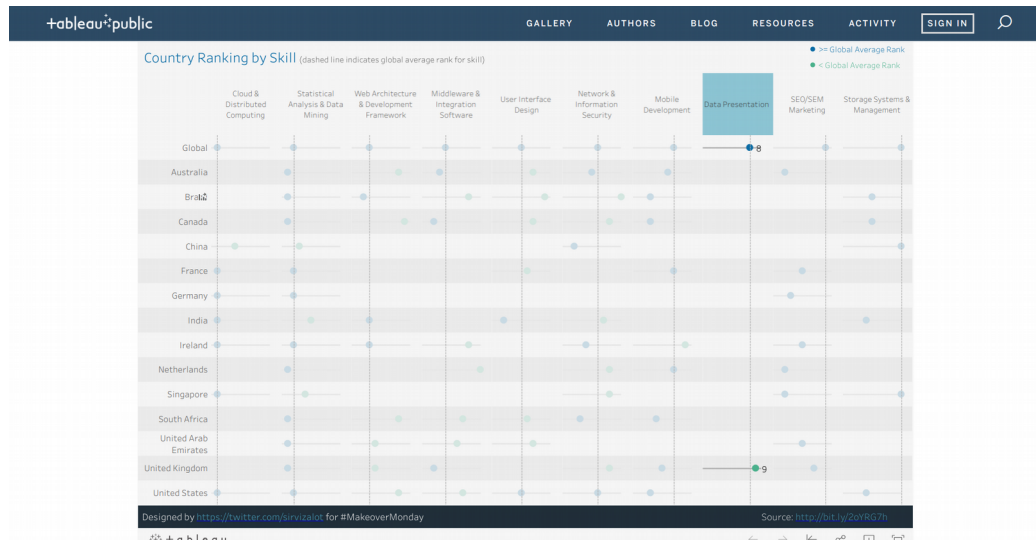 +ableau public
GALLERY AUTHORS BLOG RESOURCES ACTIVITY SIGN IN
Country Ranking by Skill (dashed line indicates global average rank for skill)
>= Global Average Rank
< Global Average Rank
Cloud &
Distributed
Computing
Statistical
Analysis & Data
Mining
Web Architecture
& Development
Framework
Middleware &
Integration
Software
User Interface
Design
Network &
Information
Security
Mobile
Development
Data Presentation
SEO/SEM
Marketing
Storage Systems &
Management
Global 8
Australia
Canada
China
France
Germany
India
Ireland
Netherlands
Singapore
South Africa
United Arab
Emirates
United Kingdom 9
United States
Designed by https://twitter.com/sirvizalot for #MakeoverMonday
Source: http://bit.ly/2oYRG7h
+ableau